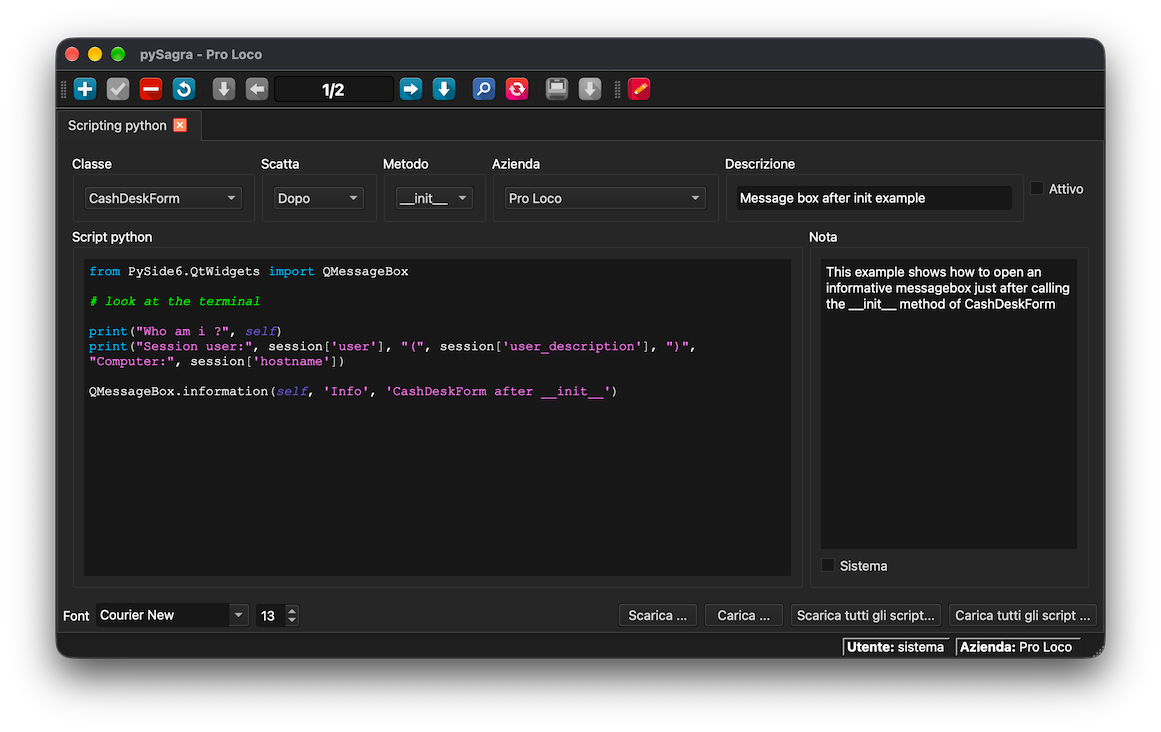 pySagra - Pro Loco
1/2
Scripting python
Classe
Scatta
Metodo
Azienda
Descrizione
CashDeskForm
Dopo
__init__
Pro Loco
Message box after init example
Attivo
Script python
Nota
from PySide6.QtWidgets import QMessageBox
# look at the terminal
print("Who am i ?", self)
print("Session user:", session['user'], "(", session['user_description'], ")",
"Computer:", session['hostname'])
QMessageBox.information(self, 'Info', 'CashDeskForm after __init__')
This example shows how to open an
informative messagebox just after calling
the __init__ method of CashDeskForm
Sistema
Font
Courier New
13
Scarica ...
Carica ...
Scarica tutti gli script...
Carica tutti gli script ...
Utente: sistema
Azienda: Pro Loco